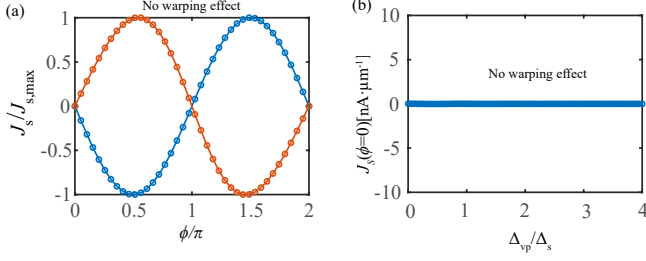 (a)
No warping effect
J_s/J_s,max
1
0.5
0
-0.5
-1
0
0.5
1
1.5
2
ϕ/π
(b)
No warping effect
J_s(ϕ=0)[nA·μm⁻¹]
10
5
0
-5
-10
0
1
2
3
4
Δ_vp/Δ_s